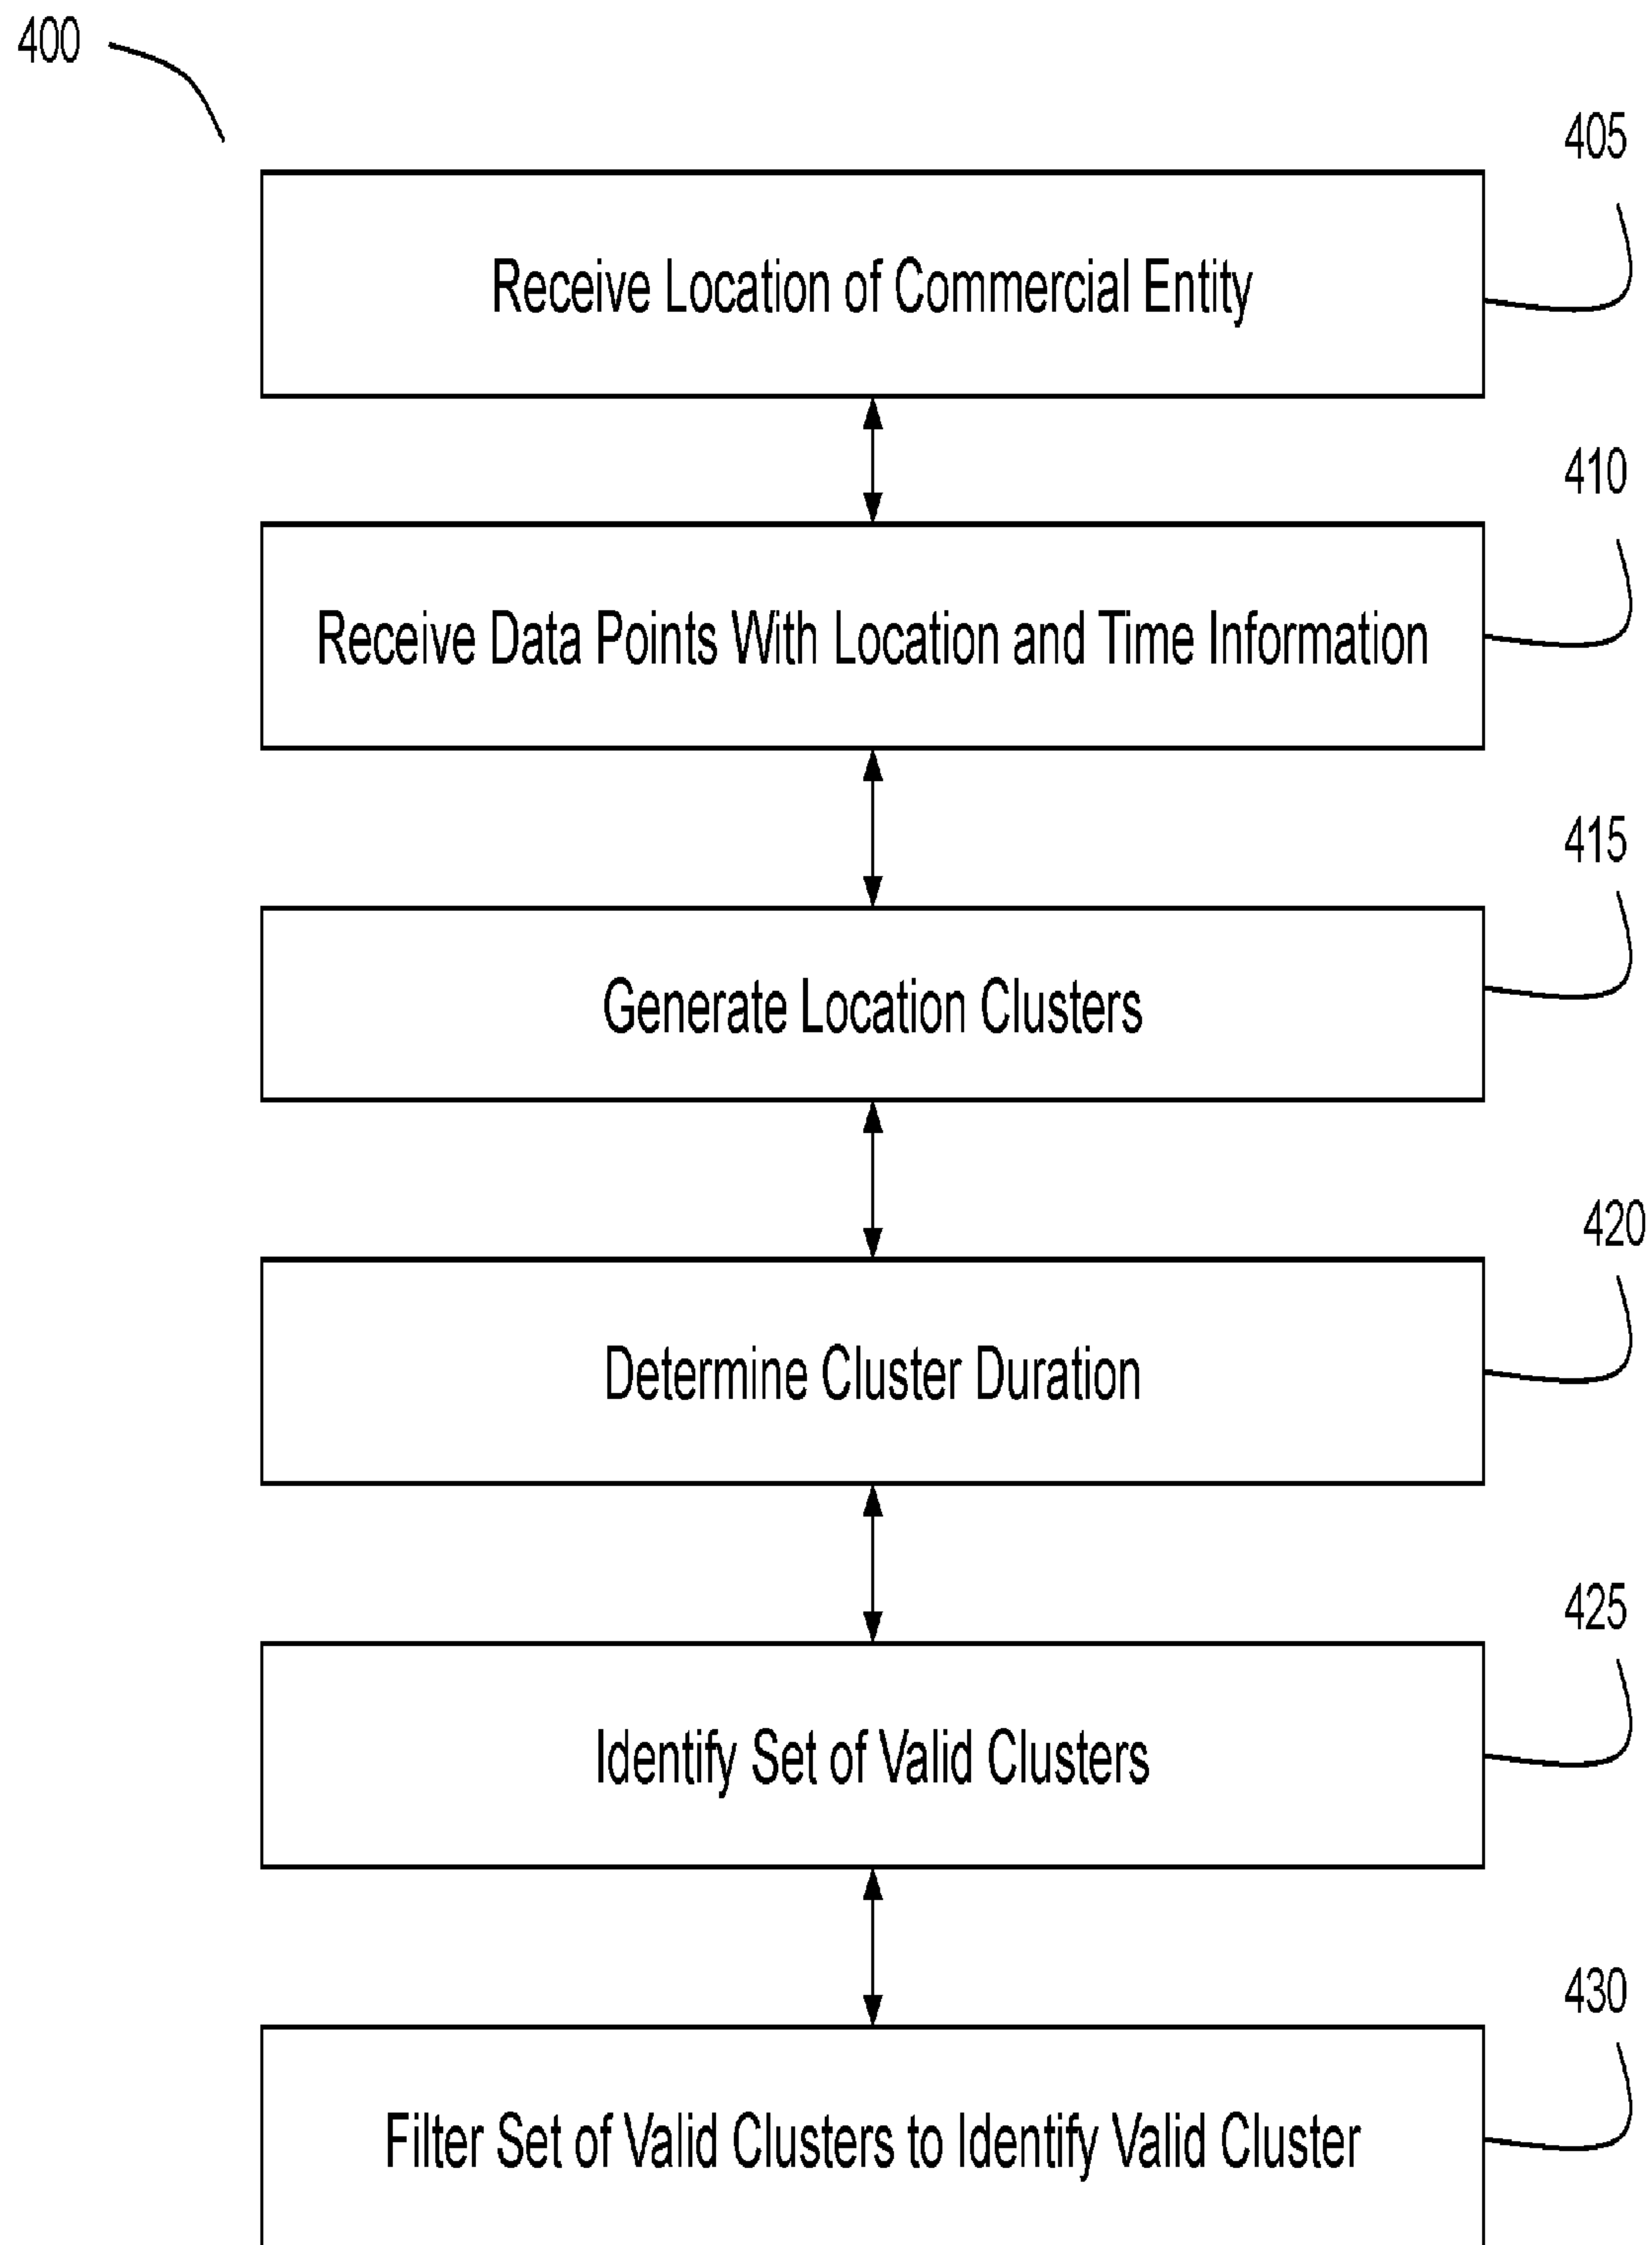 400
405
Receive Location of Commercial Entity
410
Receive Data Points With Location and Time Information
415
Generate Location Clusters
420
Determine Cluster Duration
425
Identify Set of Valid Clusters
430
Filter Set of Valid Clusters to Identify Valid Cluster